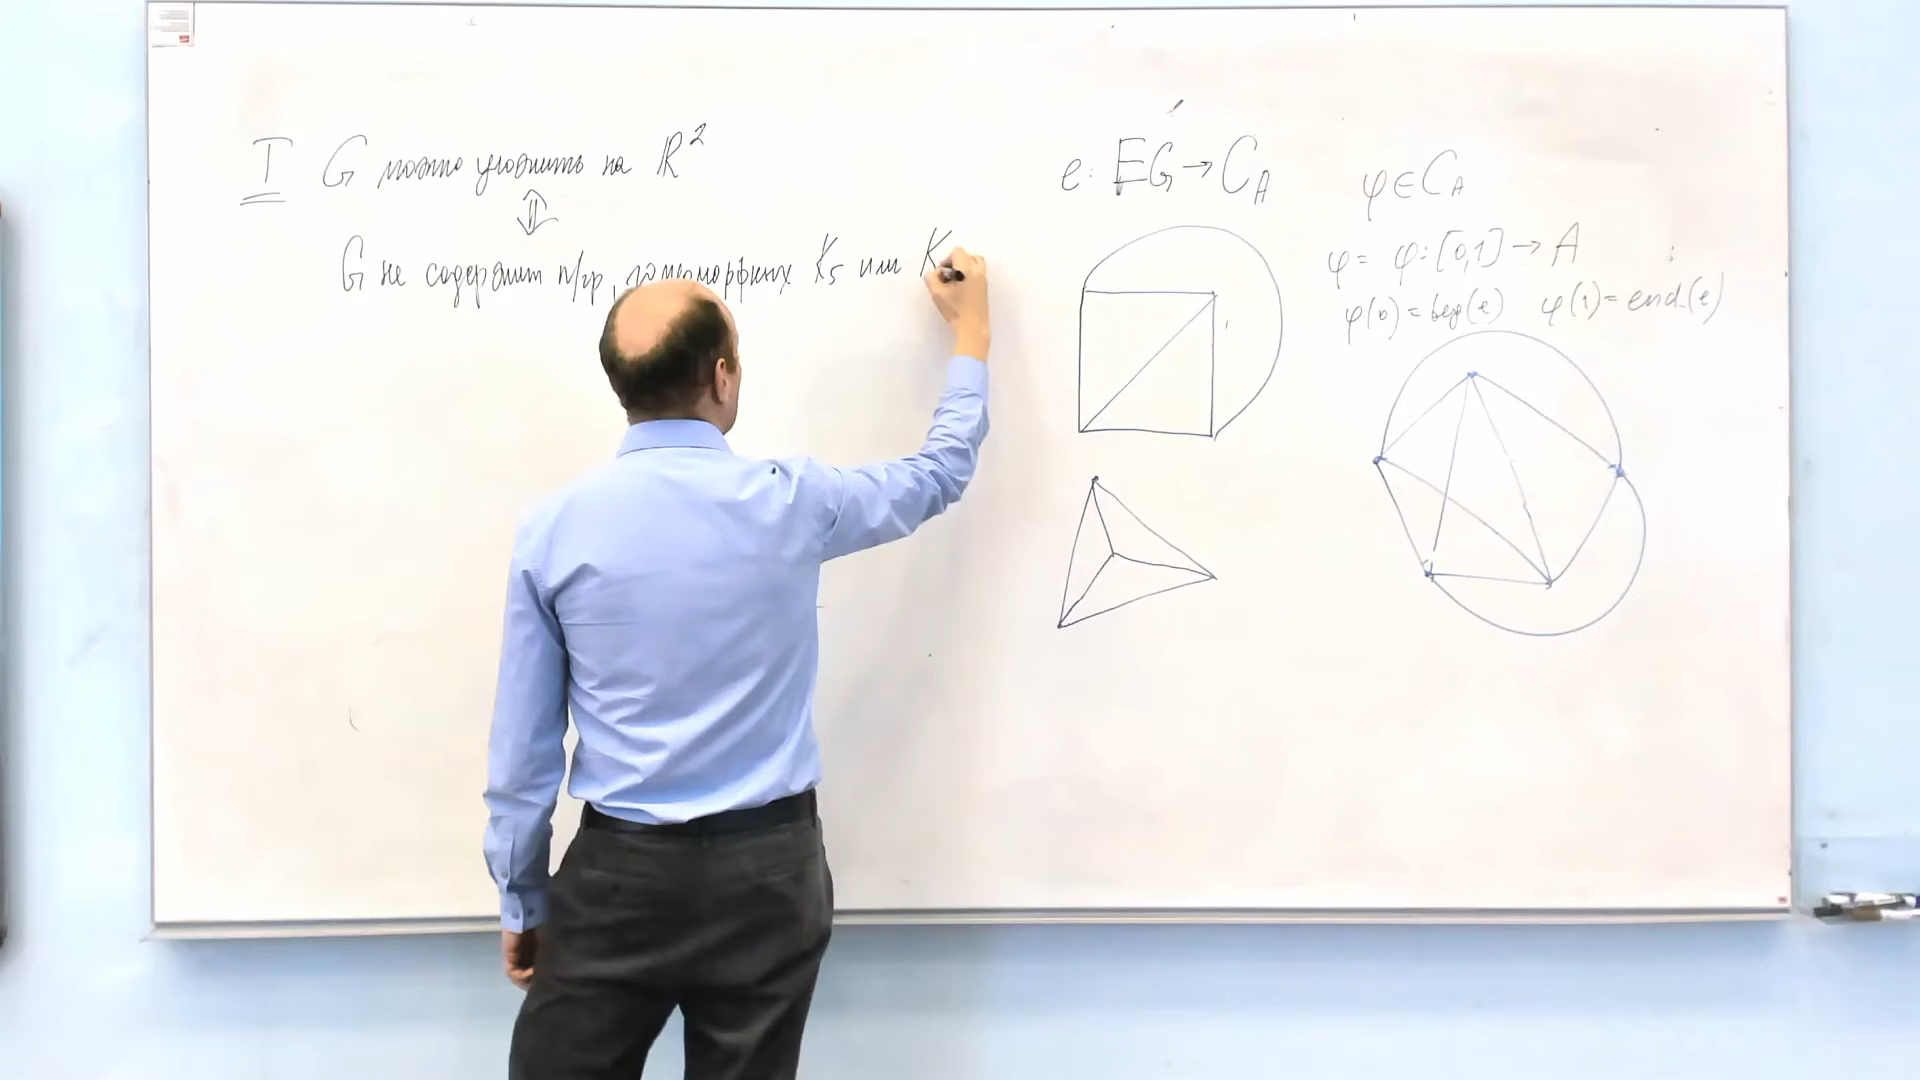 T G можно уложить на ℝ²
⇕
G не содержит п/гр, гомеоморфных K₅ или K
e: EG → C_A
φ ∈ C_A
φ = φ: [0,1] → A
φ(0) = beg(e) φ(1) = end(e)